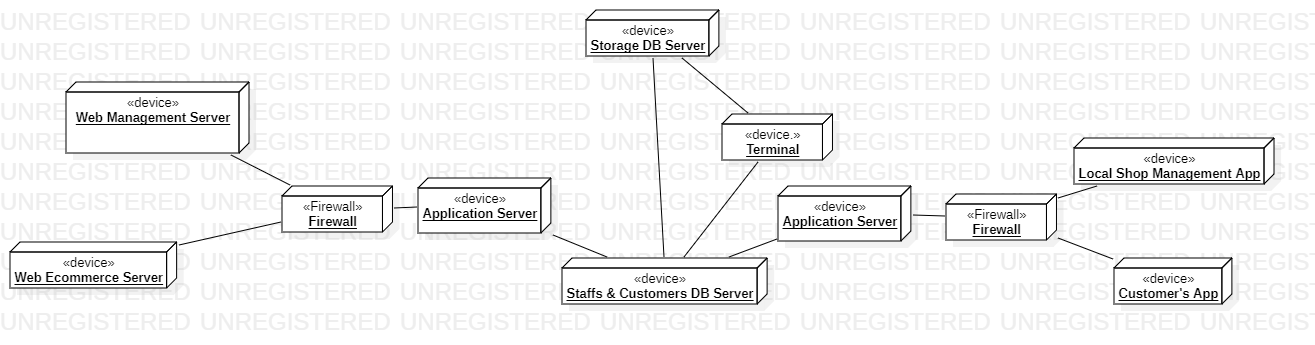 «device»
Storage DB Server
«device»
Web Management Server
«device.»
Terminal
«device»
Local Shop Management App
«Firewall»
Firewall
«device»
Application Server
«device»
Application Server
«Firewall»
Firewall
«device»
Web Ecommerce Server
«device»
Staffs & Customers DB Server
«device»
Customer's App
UNREGISTERED UNREGISTERED UNREGISTERED UNREGISTERED UNREGISTERED UNREGISTERED UNREGIS